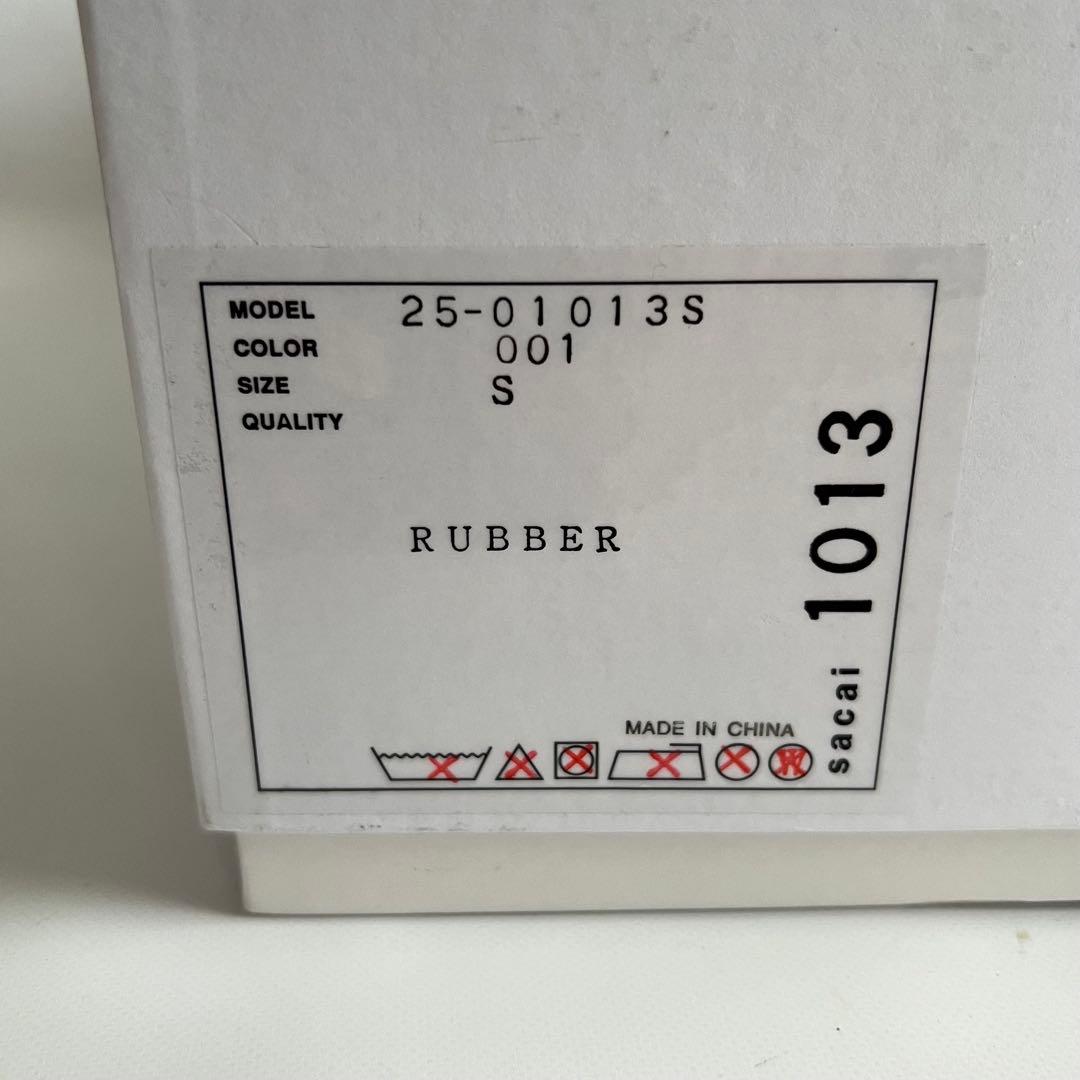 MODEL 25-01013S
COLOR 001
SIZE S
QUALITY
RUBBER
MADE IN CHINA
W
sacai 1013